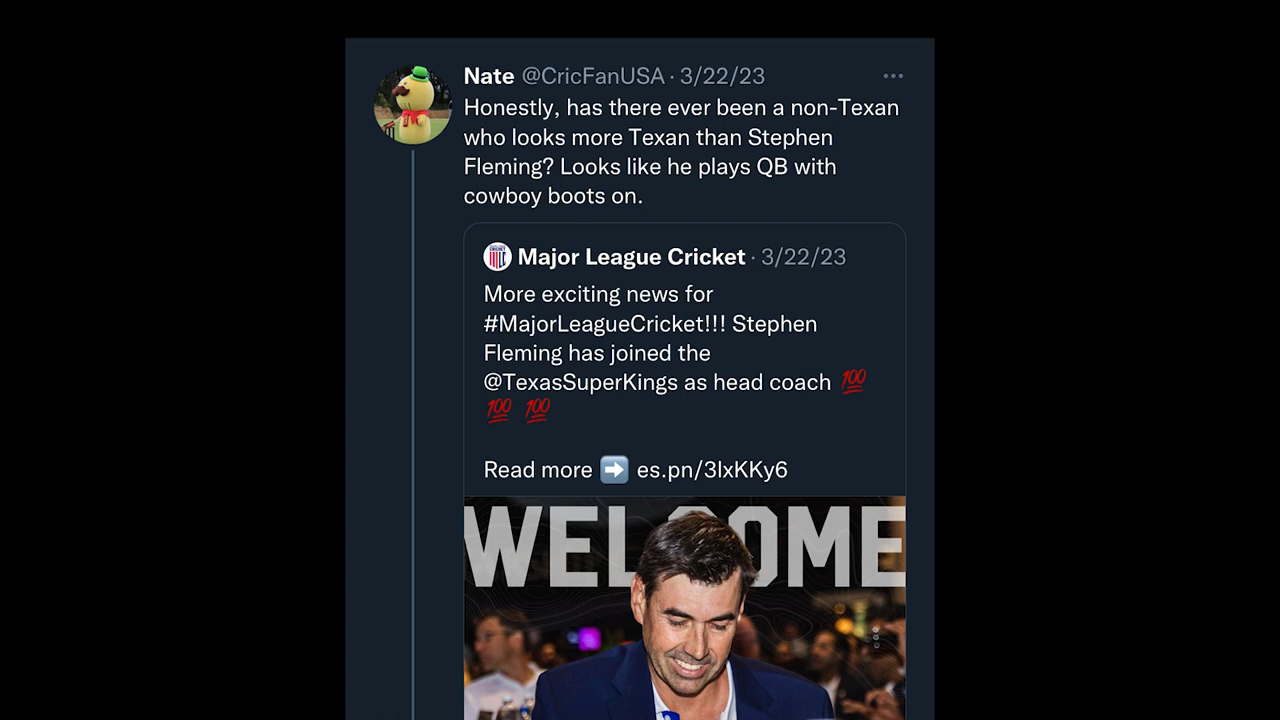 Nate @CricFanUSA · 3/22/23
Honestly, has there ever been a non-Texan
who looks more Texan than Stephen
Fleming? Looks like he plays QB with
cowboy boots on.
Major League Cricket · 3/22/23
More exciting news for
#MajorLeagueCricket!!! Stephen
Fleming has joined the
@TexasSuperKings as head coach 💯
💯 💯
Read more ➡️ es.pn/3lxKKy6
WELCOME